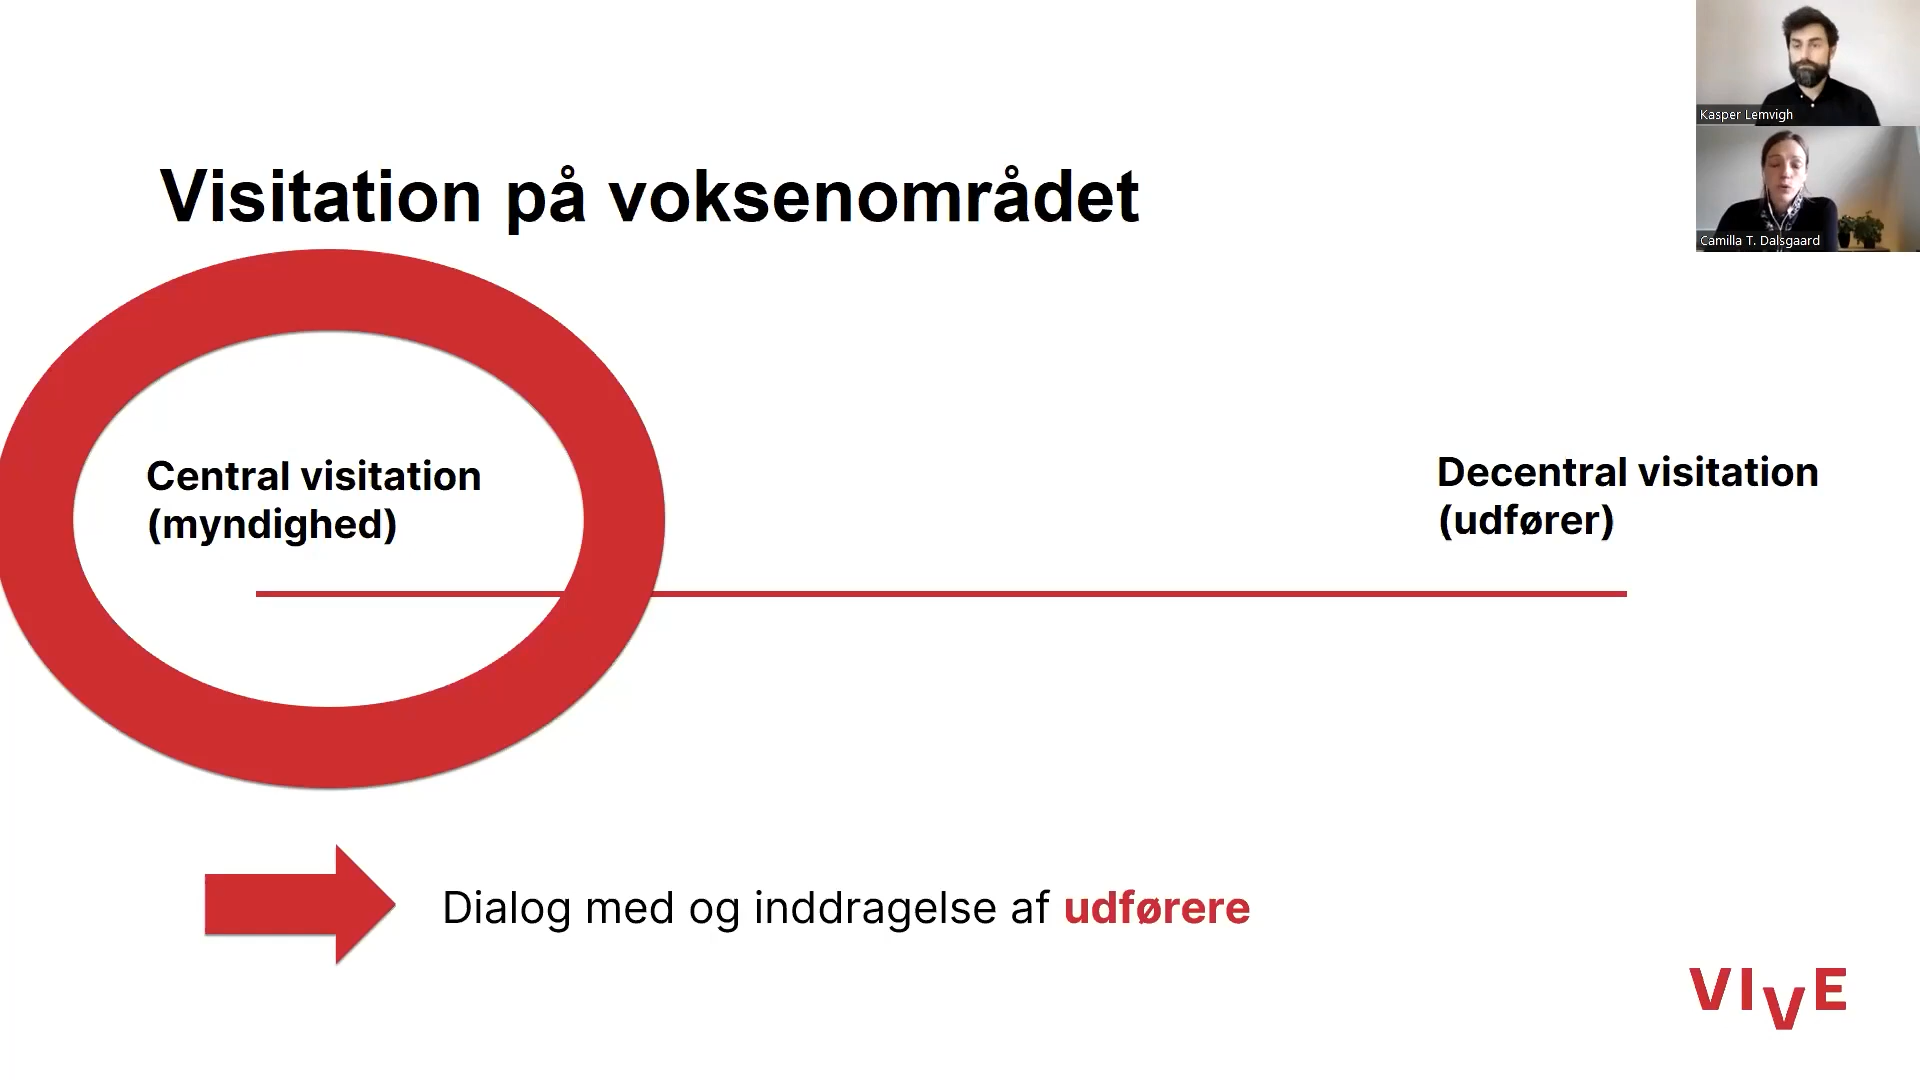 Kasper Lemvigh
Camilla T. Dalsgaard
Visitation på voksenområdet
Central visitation
(myndighed)
Decentral visitation
(udfører)
Dialog med og inddragelse af udførere
VIVE